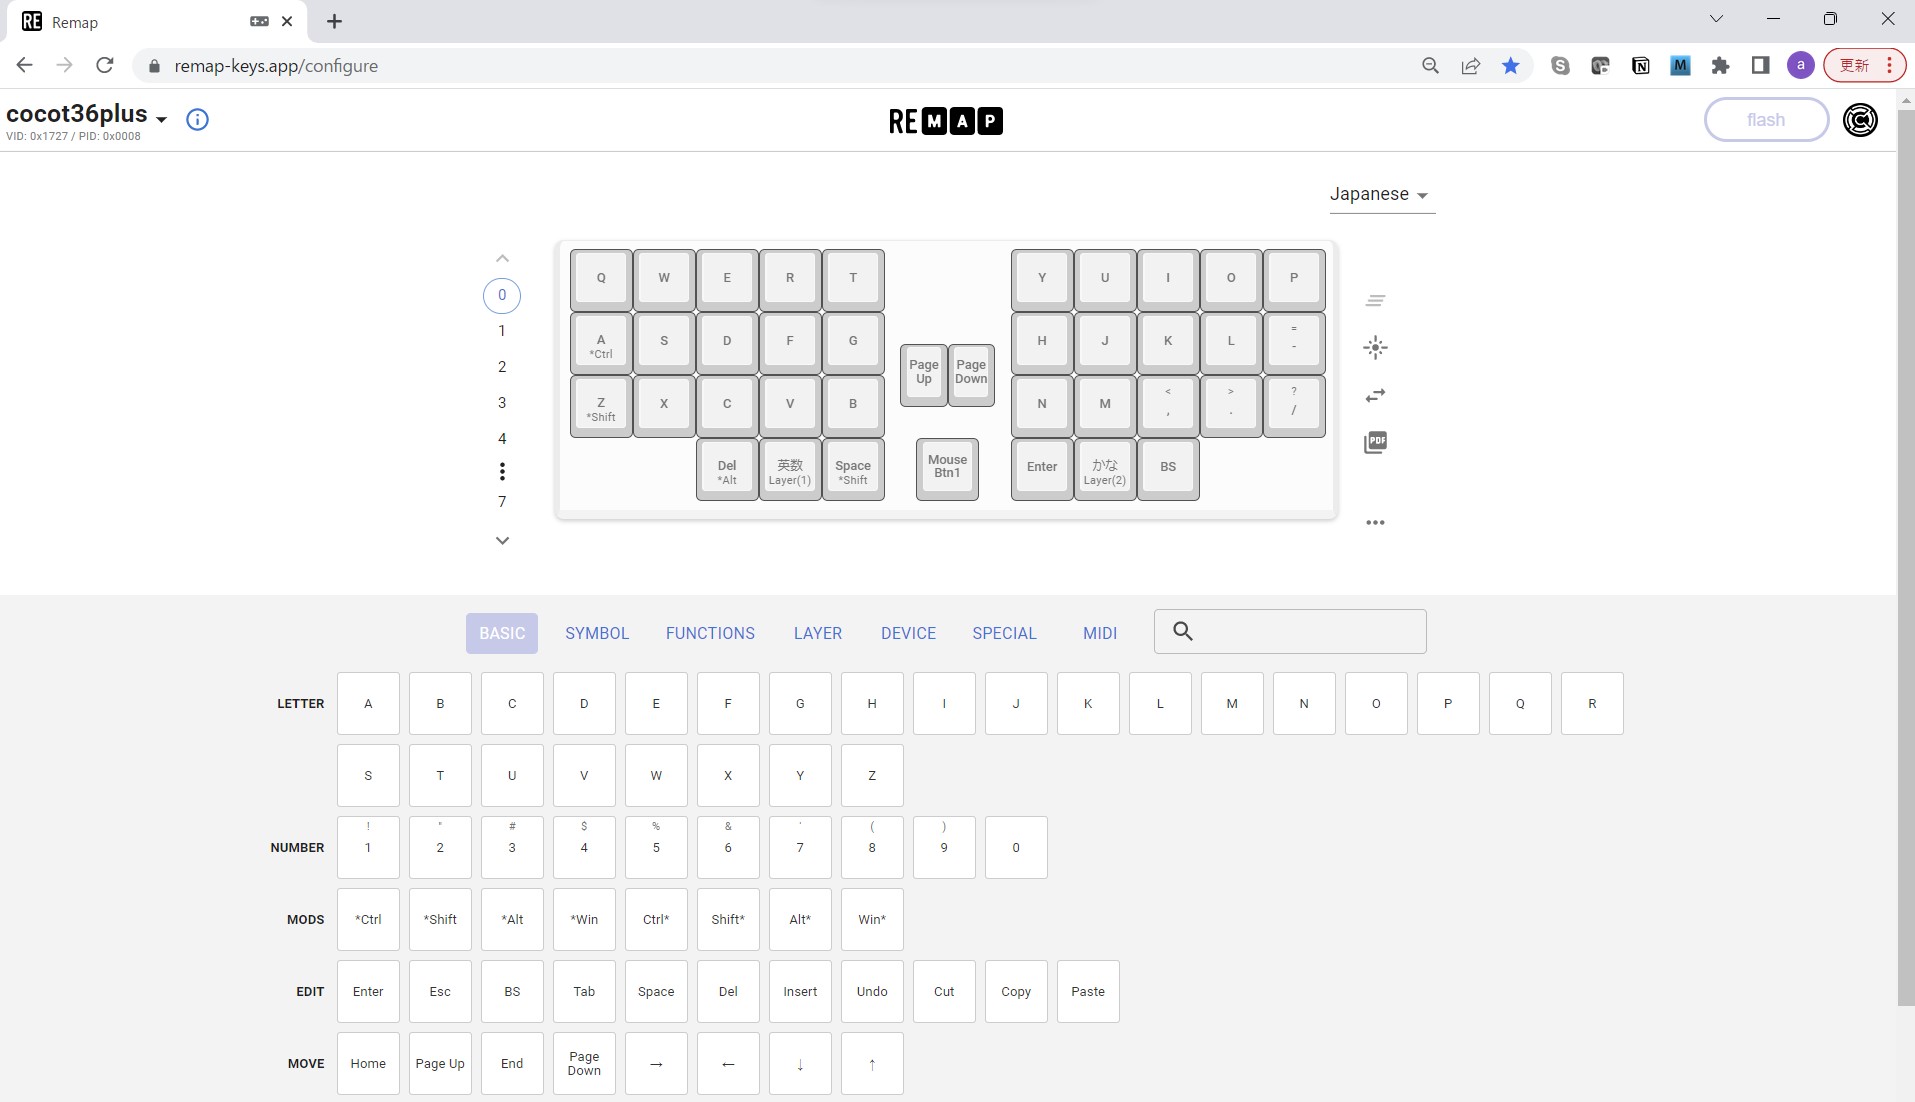 RE Remap
remap-keys.app/configure
N
M
a
更新
cocot36plus
VID: 0x1727 / PID: 0x0008
REMAP
flash
Japanese
0
1
2
3
4
7
Q W E R T
Y U I O P
A
*Ctrl
S D F G
H J K L
=
-
Page
Up
Page
Down
Z
*Shift
X C V B
N M
<
,
>
.
?
/
Del
*Alt
英数
Layer(1)
Space
*Shift
Mouse
Btn1
Enter
かな
Layer(2)
BS
PDF
BASIC SYMBOL FUNCTIONS LAYER DEVICE SPECIAL MIDI
LETTER A B C D E F G H I J K L M N O P Q R
S T U V W X Y Z
! " # $ % & ' ( )
NUMBER 1 2 3 4 5 6 7 8 9 0
MODS *Ctrl *Shift *Alt *Win Ctrl* Shift* Alt* Win*
EDIT Enter Esc BS Tab Space Del Insert Undo Cut Copy Paste
MOVE Home Page Up End Page Down → ← ↓ ↑